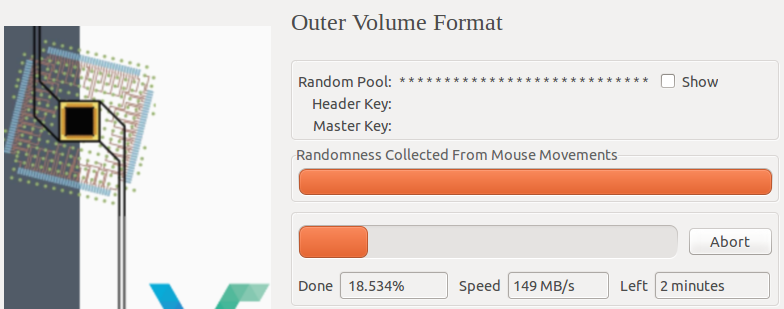 Outer Volume Format
Random Pool: **************************** Show
Header Key:
Master Key:
Randomness Collected From Mouse Movements
Abort
Done 18.534% Speed 149 MB/s Left 2 minutes